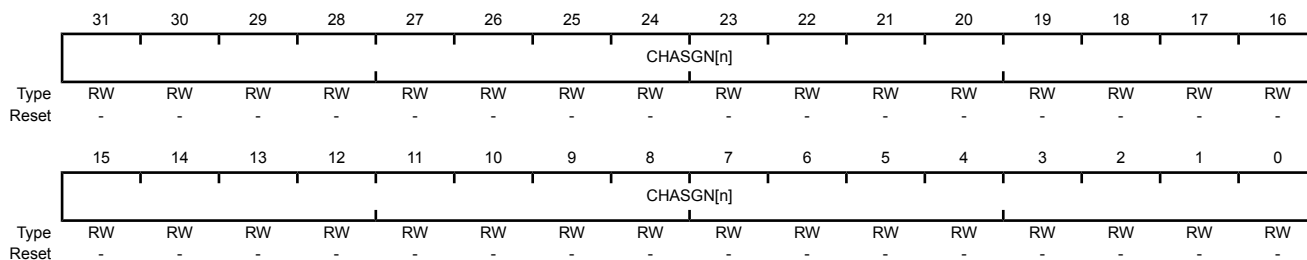 31 30 29 28 27 26 25 24 23 22 21 20 19 18 17 16
CHASGN[n]
Type RW RW RW RW RW RW RW RW RW RW RW RW RW RW RW RW
Reset - - - - - - - - - - - - - - - -
15 14 13 12 11 10 9 8 7 6 5 4 3 2 1 0
CHASGN[n]
Type RW RW RW RW RW RW RW RW RW RW RW RW RW RW RW RW
Reset - - - - - - - - - - - - - - - -